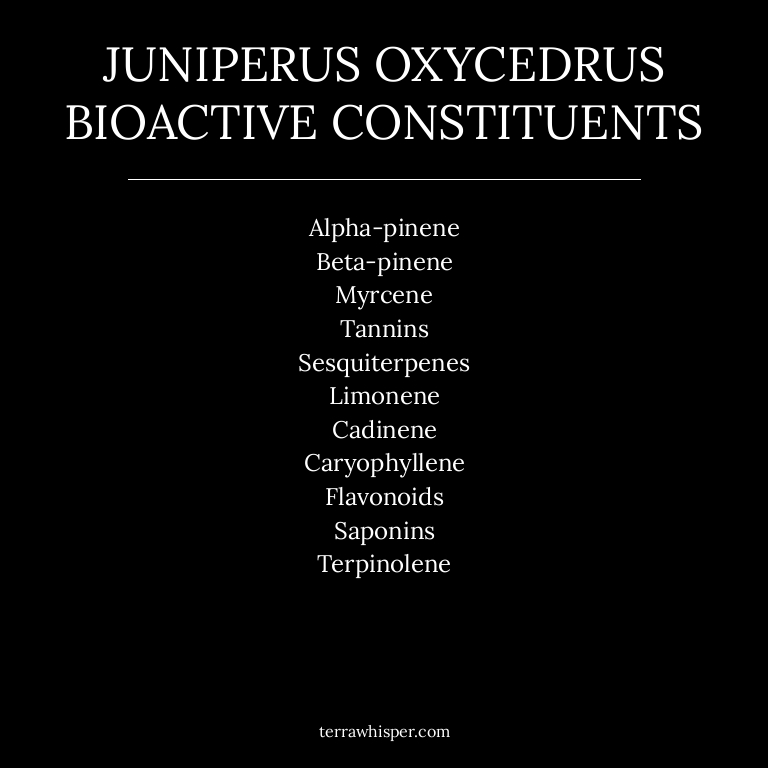 JUNIPERUS OXYCEDRUS
BIOACTIVE CONSTITUENTS
Alpha-pinene
Beta-pinene
Myrcene
Tannins
Sesquiterpenes
Limonene
Cadinene
Caryophyllene
Flavonoids
Saponins
Terpinolene
terrawhisper.com